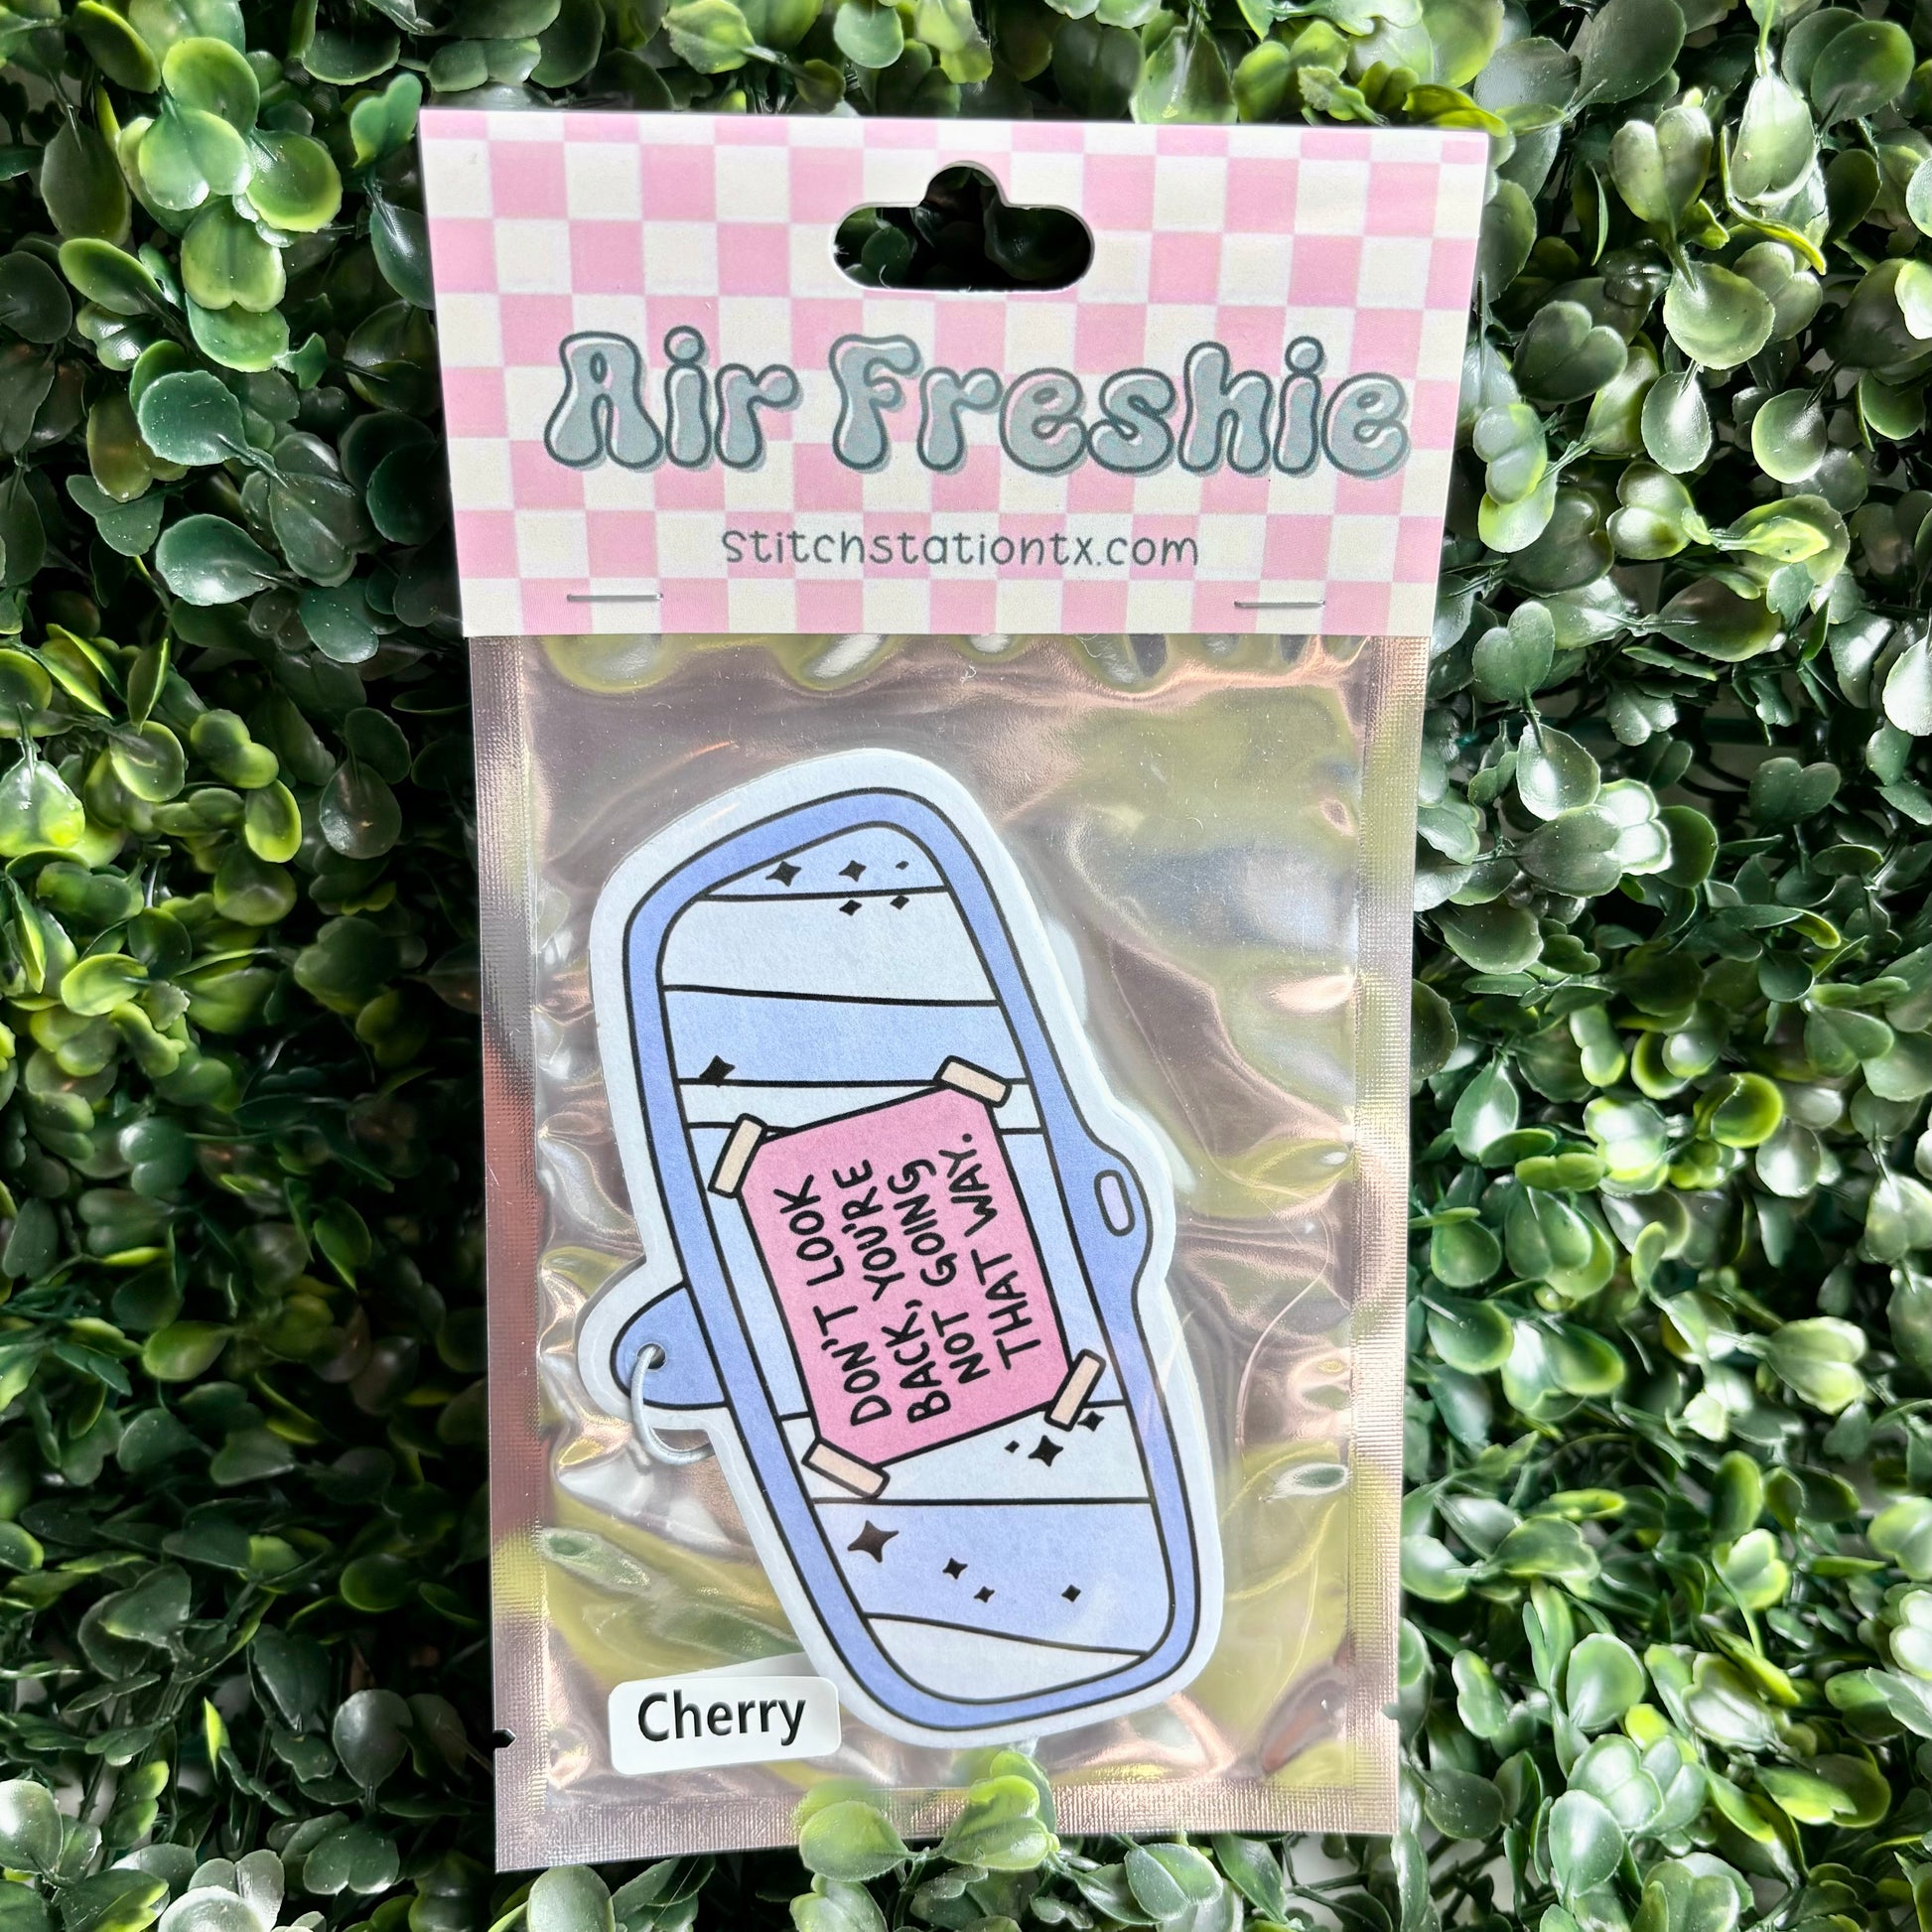 Air Freshie
stitchstationtx.com
DON'T LOOK
BACK, YOU'RE
NOT GOING
THAT WAY.
Cherry